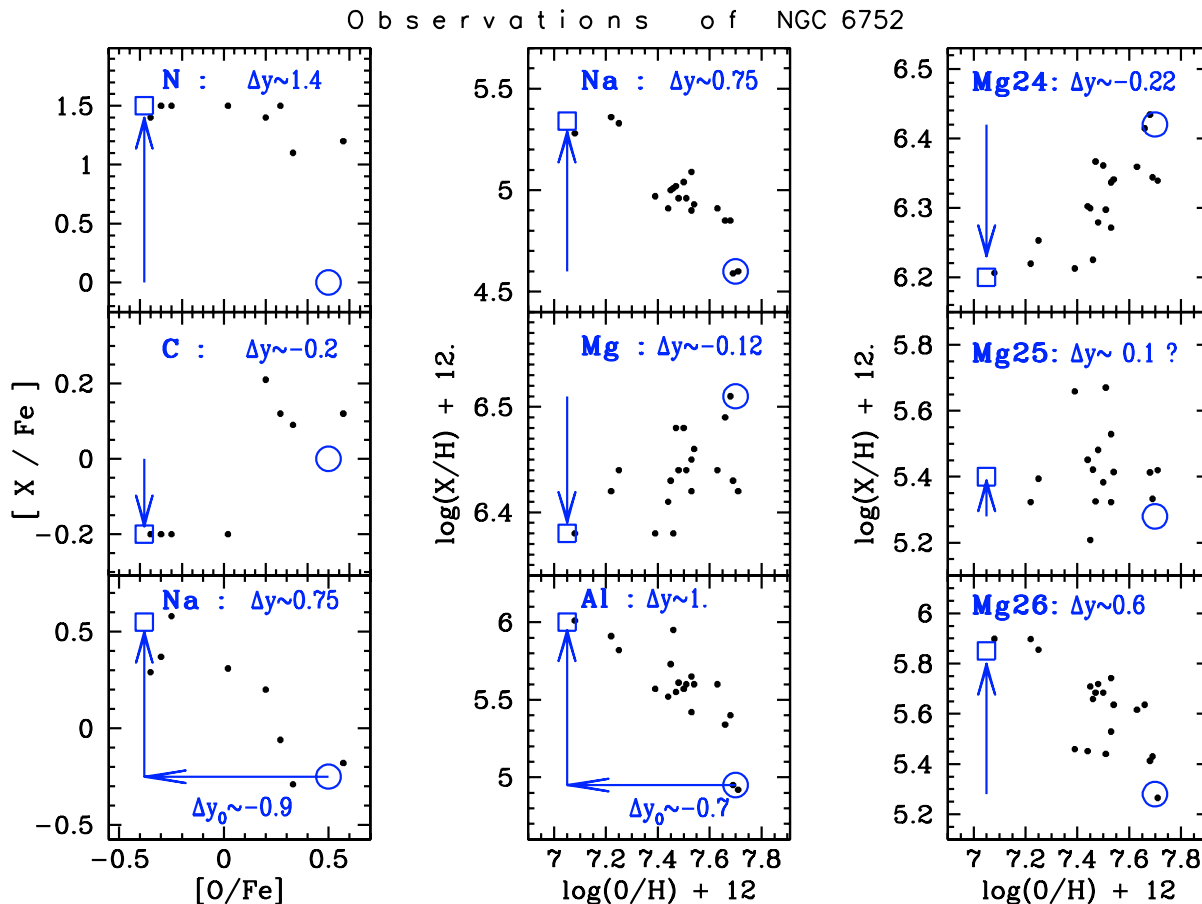 Observations of NGC 6752
N : Δy~1.4
1.5
1
0.5
0
C : Δy~-0.2
0.2
0
-0.2
[ X / Fe ]
Na : Δy~0.75
0.5
0
-0.5
Δy₀~-0.9
-0.5 0 0.5
[O/Fe]
Na: Δy~0.75
5.5
5
4.5
Mg : Δy~-0.12
6.5
6.4
log(X/H) + 12.
Al : Δy~1.
6
5.5
5
Δy₀~-0.7
7 7.2 7.4 7.6 7.8
log(O/H) + 12
Mg24: Δy~-0.22
6.5
6.4
6.3
6.2
Mg25: Δy~ 0.1 ?
5.8
5.6
5.4
5.2
log(X/H) + 12.
Mg26: Δy~0.6
6
5.8
5.6
5.4
5.2
7 7.2 7.4 7.6 7.8
log(O/H) + 12